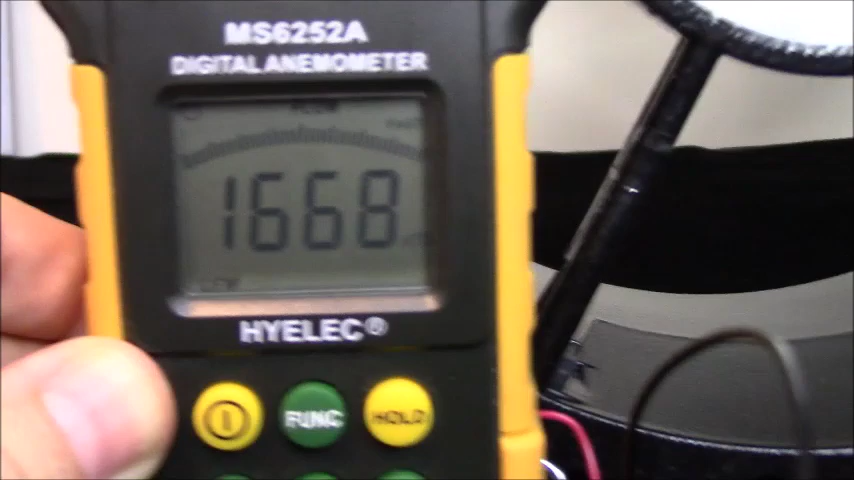 MS6252A
DIGITAL ANEMOMETER
1668
HYELEC®
FUNC
HOLD